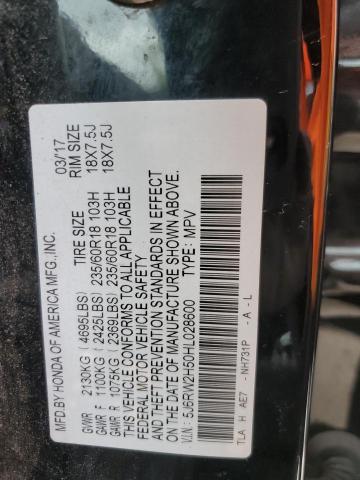 MFD.BY HONDA OF AMERICA MFG.,INC. 03/17
TIRE SIZE RIM SIZE
GVWR 2130KG (4695LBS)
GAWR F 1100KG (2425LBS) 235/60R18 103H 18X7.5J
GAWR R 1075KG (2369LBS) 235/60R18 103H 18X7.5J
THIS VEHICLE CONFORMS TO ALL APPLICABLE
FEDERAL MOTOR VEHICLE SAFETY
AND THEFT PREVENTION STANDARDS IN EFFECT
ON THE DATE OF MANUFACTURE SHOWN ABOVE.
V.I.N.: 5J6RW2H50HL028600 TYPE: MPV
TLA H AE7 - NH731P - A - L